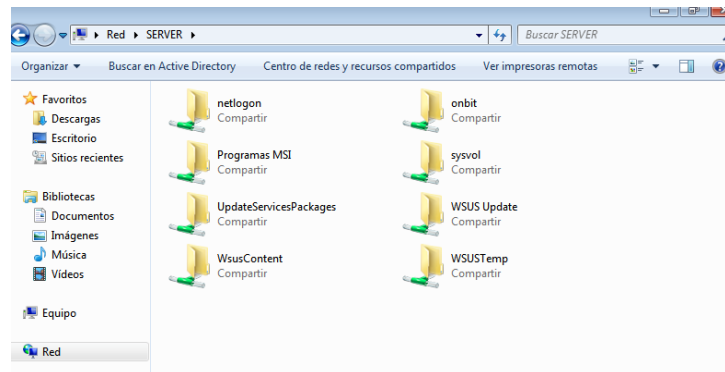 Red SERVER
Buscar SERVER
Organizar Buscar en Active Directory Centro de redes y recursos compartidos Ver impresoras remotas
Favoritos
Descargas
Escritorio
Sitios recientes
Bibliotecas
Documentos
Imágenes
Música
Vídeos
Equipo
Red
netlogon
Compartir
onbit
Compartir
Programas MSI
Compartir
sysvol
Compartir
UpdateServicesPackages
Compartir
WSUS Update
Compartir
WsusContent
Compartir
WSUSTemp
Compartir